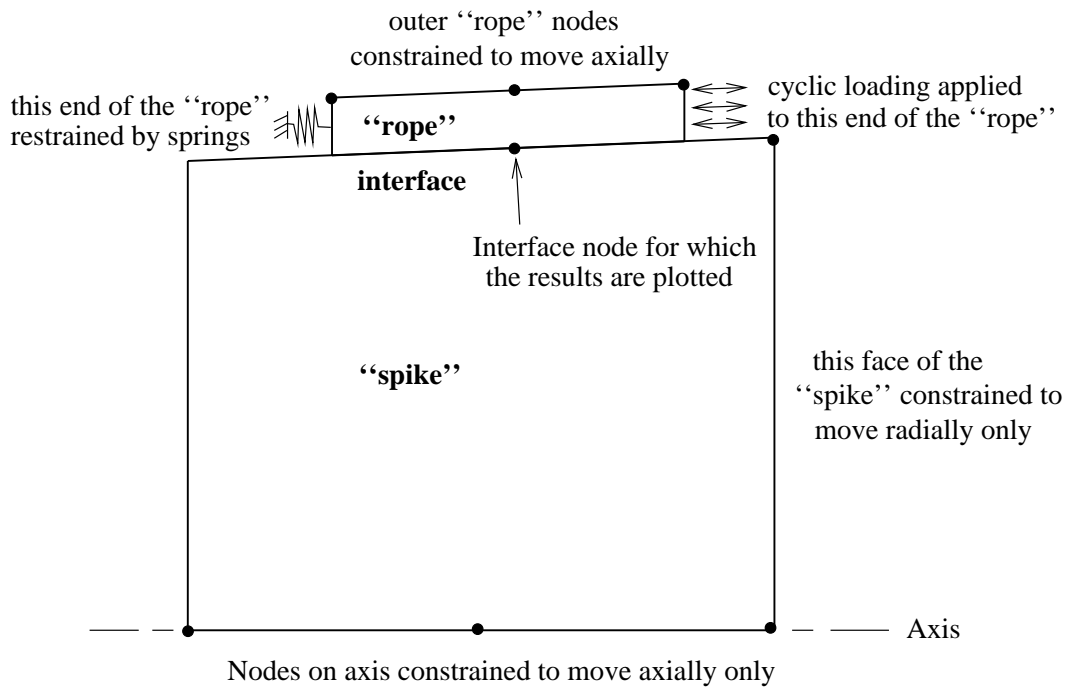 outer ‘‘rope’’ nodes
constrained to move axially
this end of the ‘‘rope’’
restrained by springs
‘‘rope’’
cyclic loading applied
to this end of the ‘‘rope’’
interface
Interface node for which
the results are plotted
‘‘spike’’
this face of the
‘‘spike’’ constrained to
move radially only
Axis
Nodes on axis constrained to move axially only